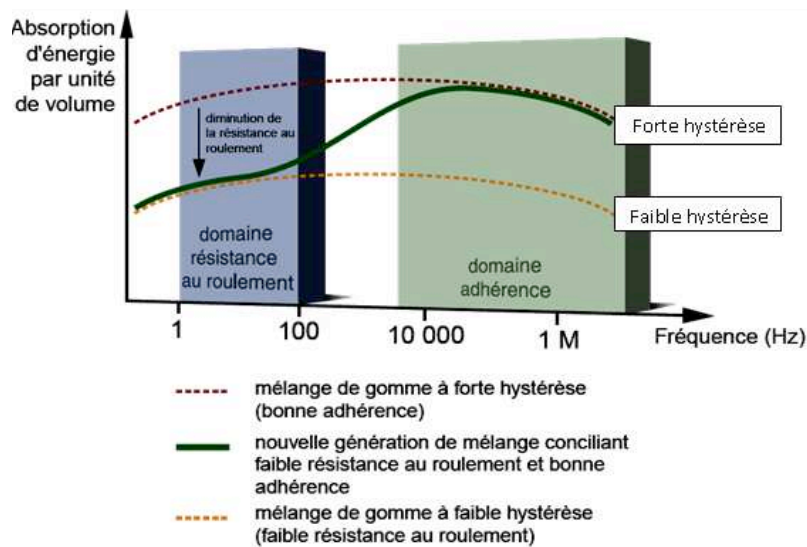 Absorption
d'énergie
par unité
de volume
diminution de
la résistance au
roulement
Forte hystérèse
Faible hystérèse
domaine
résistance
au roulement
domaine
adhérence
1
100
10 000
1 M
Fréquence (Hz)
mélange de gomme à forte hystérèse
(bonne adhérence)
nouvelle génération de mélange conciliant
faible résistance au roulement et bonne
adhérence
mélange de gomme à faible hystérèse
(faible résistance au roulement)